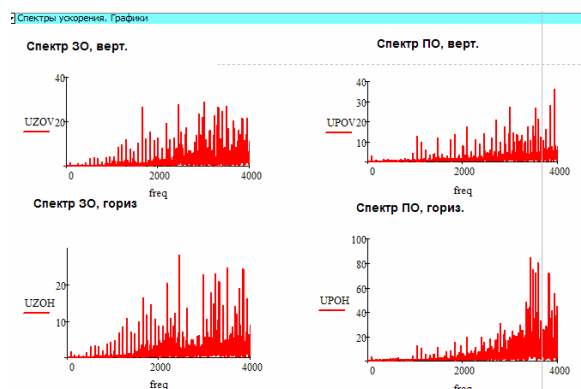 Спектры ускорения. Графики
Спектр ЗО, верт.
40
UZOV 20
0 2000 4000
freq
Спектр ПО, верт.
40
30
UPOV 20
10
0 2000 4000
freq
Спектр ЗО, гориз
20
UZOH
10
0
0 2000 4000
freq
Спектр ПО, гориз.
100
80
60
UPOH
40
20
0 2000 4000
freq